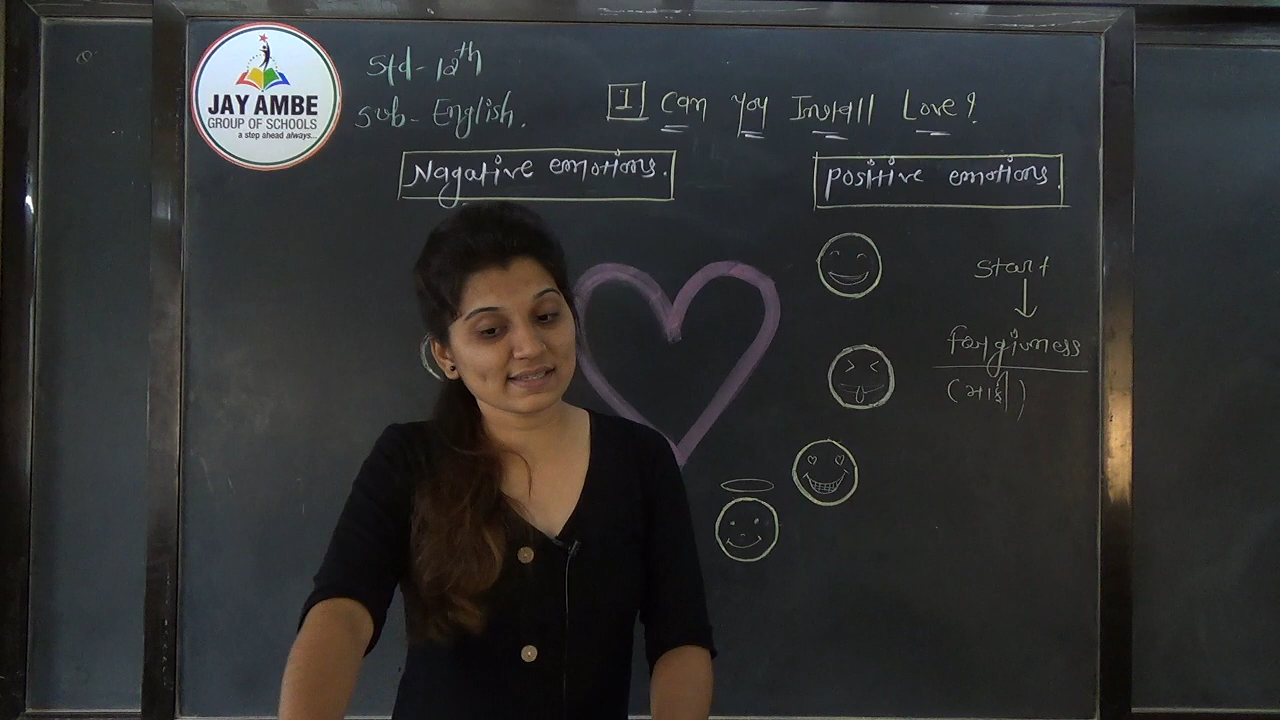 JAY AMBE
GROUP OF SCHOOLS
a step ahead always...
Std - 12th
Sub - English.
1 Can You Install Love?
Nagative emotions.
Positive emotions.
Start
Forgivness
(માફી)